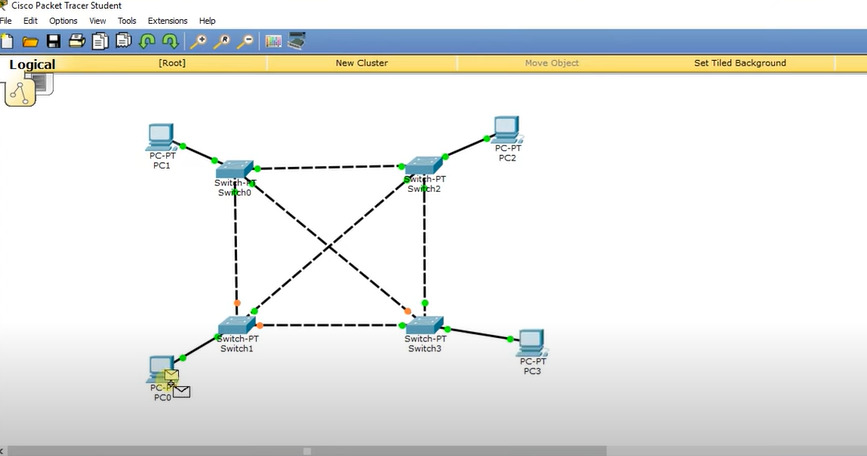 Cisco Packet Tracer Student
File Edit Options View Tools Extensions Help
Logical [Root] New Cluster Move Object Set Tiled Background
PC-PT
PC1
Switch-PT
Switch0
Switch-PT
Switch2
PC-PT
PC2
Switch-PT
Switch1
Switch-PT
Switch3
PC-PT
PC3
PC0